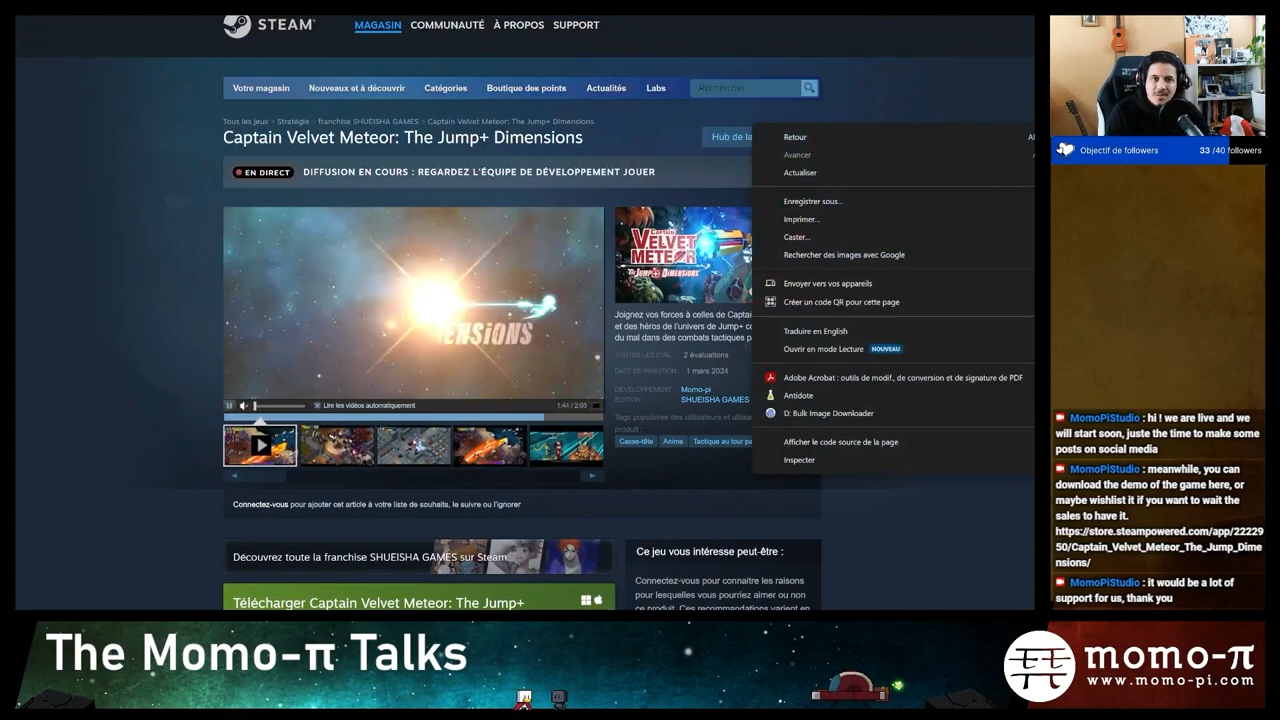 STEAM
MAGASIN COMMUNAUTÉ À PROPOS SUPPORT
Votre magasin Nouveautés et à découvrir Catégories Boutique des points Actualités Labs Rechercher
Tous les jeux > Stratégie > franchise SHUEISHA GAMES > Captain Velvet Meteor: The Jump+ Dimensions
Captain Velvet Meteor: The Jump+ Dimensions
Hub de la
EN DIRECT DIFFUSION EN COURS : REGARDEZ L'ÉQUIPE DE DÉVELOPPEMENT JOUER
ENSIONS
1:44 / 2:03
Lire les vidéos automatiquement
CAPTAIN
VELVET
METEOR
The Jump+ Dimensions
Joignez vos forces à celles de Capta
et des héros de l'univers de Jump+ co
du mal dans des combats tactiques p
TOUTES LES ÉVAL. : 2 évaluations
DATE DE PARUTION : 1 mars 2024
DÉVELOPPEMENT : Momo-pi
ÉDITION : SHUEISHA GAMES
Tags populaires des utilisateurs et utilisa
produit :
Casse-tête Anime Tactique au tour pa
Retour
Avancer
Actualiser
Enregistrer sous...
Imprimer...
Caster...
Rechercher des images avec Google
Envoyer vers vos appareils
Créer un code QR pour cette page
Traduire en English
Ouvrir en mode Lecture NOUVEAU
Adobe Acrobat : outils de modif., de conversion et de signature de PDF
Antidote
D: Bulk Image Downloader
Afficher le code source de la page
Inspecter
Connectez-vous pour ajouter cet article à votre liste de souhaits, le suivre ou l'ignorer
Découvrez toute la franchise SHUEISHA GAMES sur Steam
Ce jeu vous intéresse peut-être :
Connectez-vous pour connaitre les raisons
pour lesquelles vous pourriez aimer ou non
ce produit. Ces recommandations varient en
Télécharger Captain Velvet Meteor: The Jump+
Objectif de followers 33 /40 followers
MomoPiStudio : hi ! we are live and we
will start soon, juste the time to make some
posts on social media
MomoPiStudio : meanwhile, you can
download the demo of the game here, or
maybe wishlist it if you want to wait the
sales to have it.
https://store.steampowered.com/app/22229
50/Captain_Velvet_Meteor_The_Jump_Dime
nsions/
MomoPiStudio : it would be a lot of
support for us, thank you
The Momo-π Talks
momo-π
www.momo-pi.com